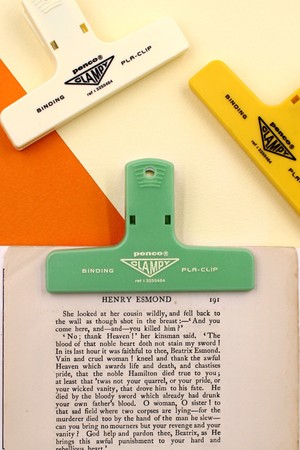 penco®
CLAMPY
BINDING PLA-CLIP
penco®
CLAMPY
BINDING
PLA-
penco®
CLAMPY
BINDING PLA-CLIP
HENRY ESMOND 191
She looked at her cousin wildly, and fell back
to the wall as though shot in the breast:—‘And you
come here, and—and—you killed him?’
‘No; thank Heaven!’ her kinsman said. ‘The
blood of that noble heart doth not stain my sword!
In its last hour it was faithful to thee, Beatrix Esmond.
Vain and cruel woman! kneel and thank the awful
Heaven which awards life and death, and chastises
pride, that the noble Hamilton died true to you;
at least that ’twas not your quarrel, or your pride, or
your wicked vanity, that drove him to his fate. He
died by the bloody sword which already had drunk
your own father’s blood. O woman, O sister! to
that sad field where two corpses are lying—for the
murderer died too by the hand of the man he slew—
can you bring no mourners but your revenge and your
vanity? God help and pardon thee, Beatrix, as He
brings this awful punishment to your hard and
rebellious heart.’